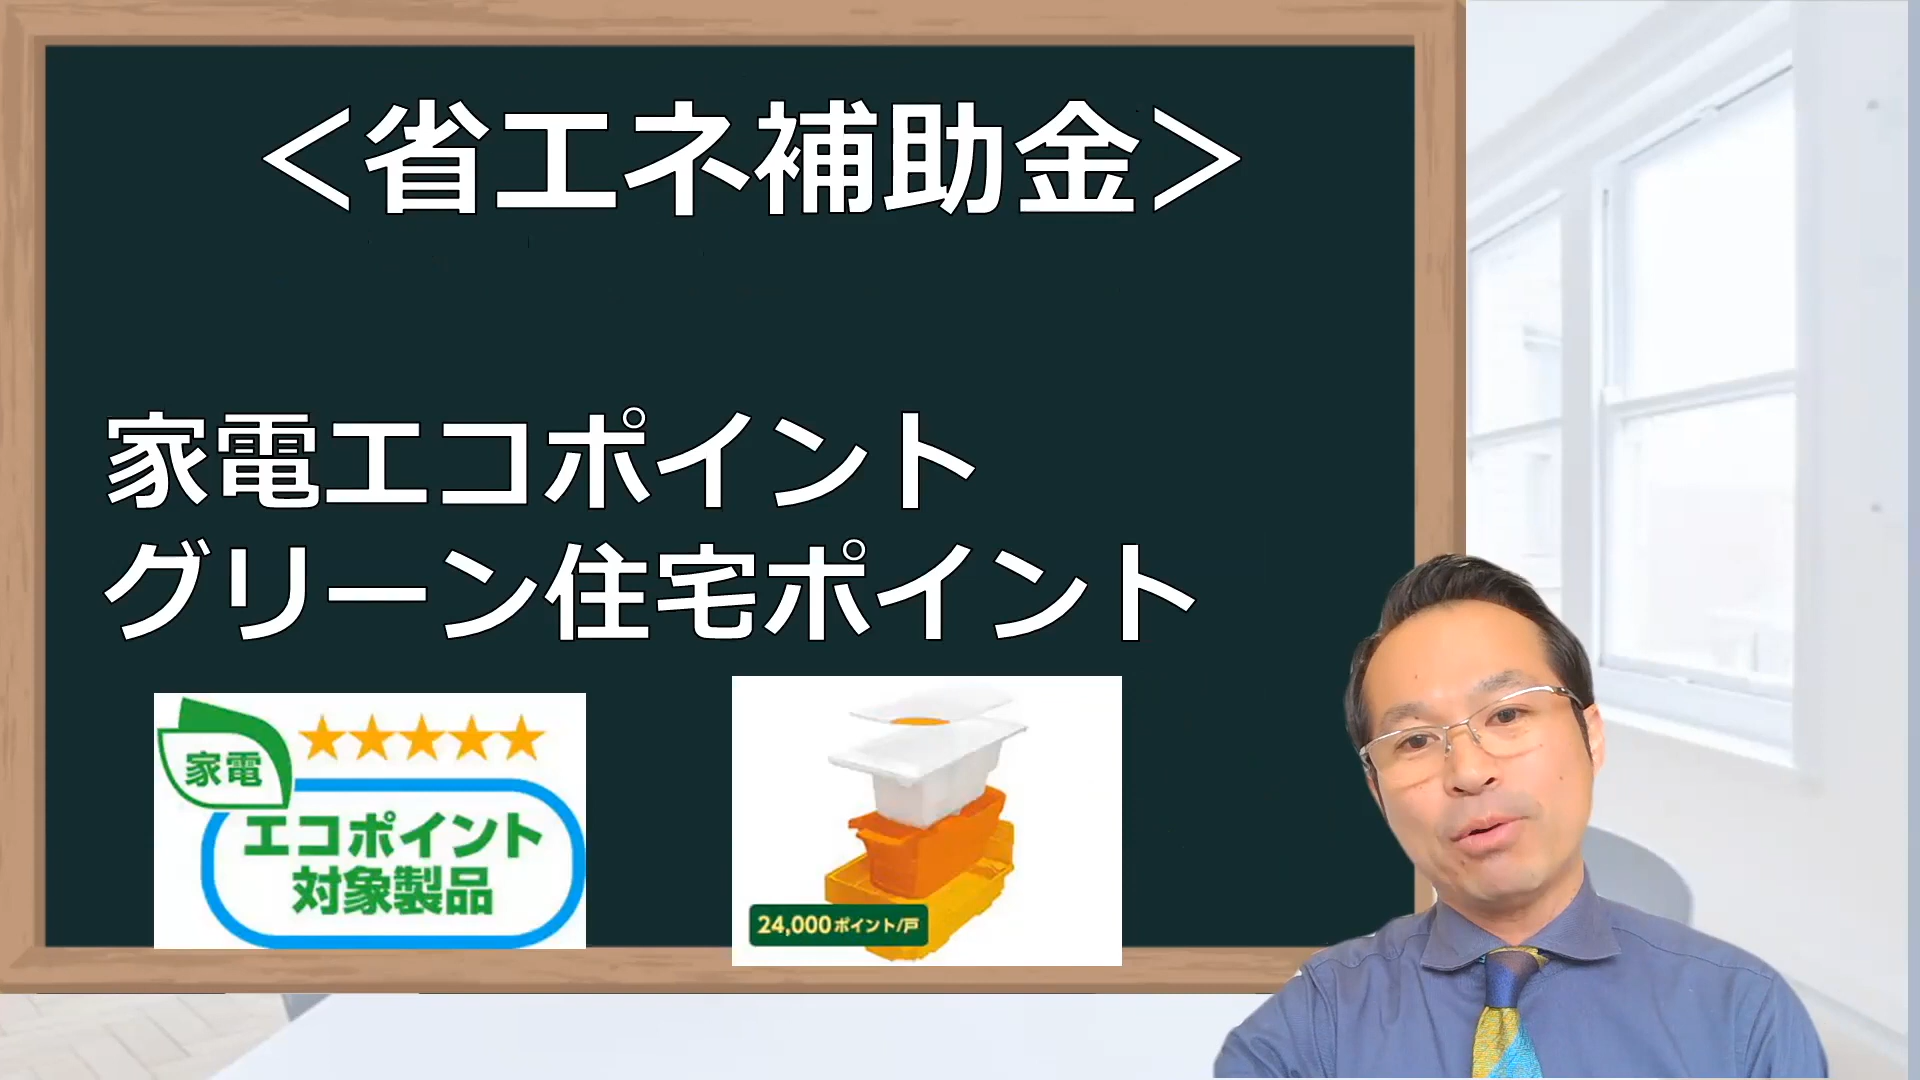 ＜省エネ補助金＞
家電エコポイント
グリーン住宅ポイント
家電
★★★★★
エコポイント
対象製品
24,000ポイント/戸